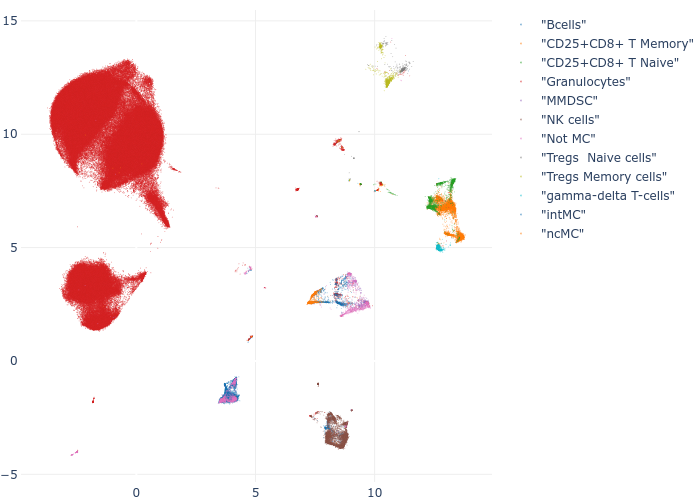 15
10
5
0
−5
0
5
10
"Bcells"
"CD25+CD8+ T Memory"
"CD25+CD8+ T Naive"
"Granulocytes"
"MMDSC"
"NK cells"
"Not MC"
"Tregs  Naive cells"
"Tregs Memory cells"
"gamma-delta T-cells"
"intMC"
"ncMC"